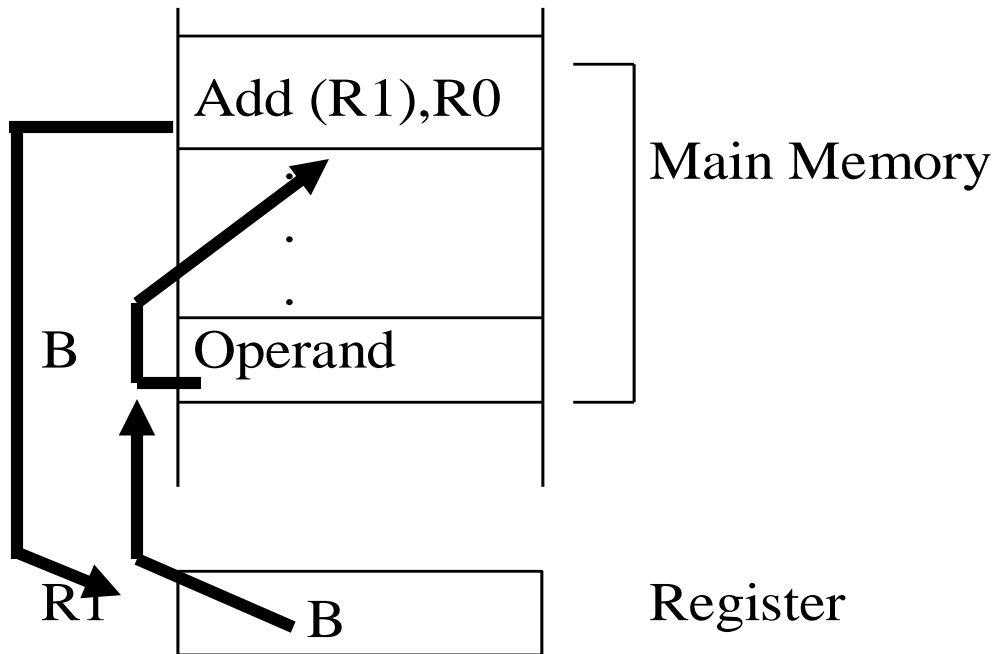 Add (R1),R0
Main Memory
.
.
.
B
Operand
R1
B
Register